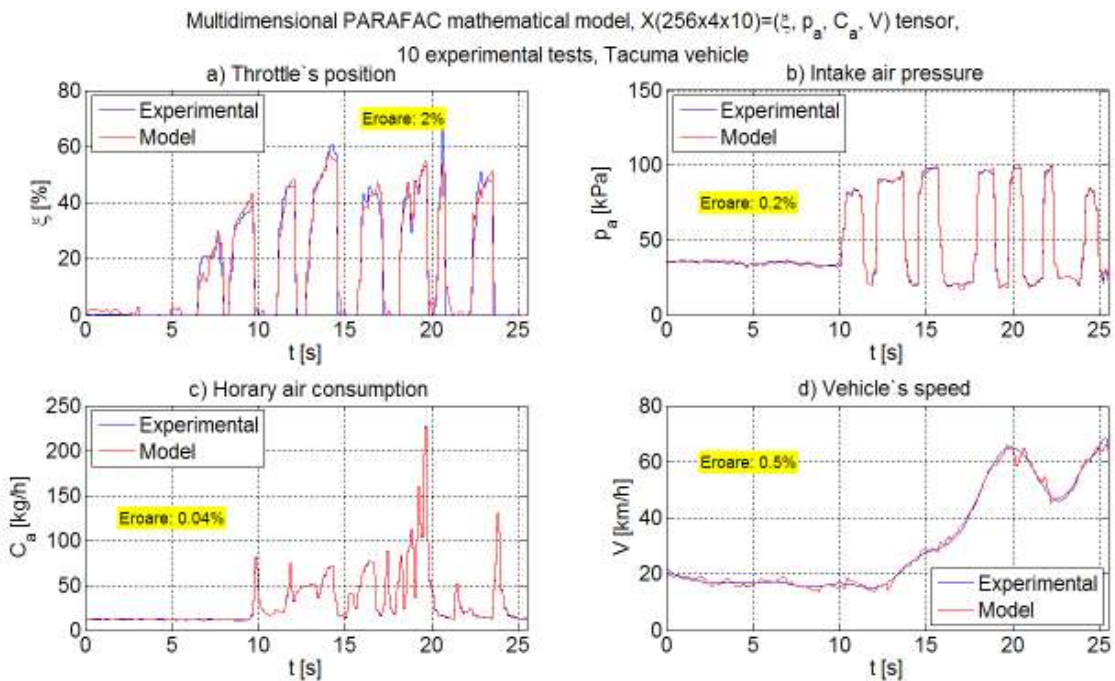 Multidimensional PARAFAC mathematical model, X(256x4x10)=(ξ, pa, Ca, V) tensor,
10 experimental tests, Tacuma vehicle
a) Throttle`s position
80
60
40
20
0
ξ [%]
Experimental
Model
Eroare: 2%
0 5 10 15 20 25
t [s]
b) Intake air pressure
150
100
50
0
pa [kPa]
Experimental
Model
Eroare: 0.2%
0 5 10 15 20 25
t [s]
c) Horary air consumption
250
200
150
100
50
0
Ca [kg/h]
Experimental
Model
Eroare: 0.04%
0 5 10 15 20 25
t [s]
d) Vehicle`s speed
80
60
40
20
0
V [km/h]
Eroare: 0.5%
Experimental
Model
0 5 10 15 20 25
t [s]